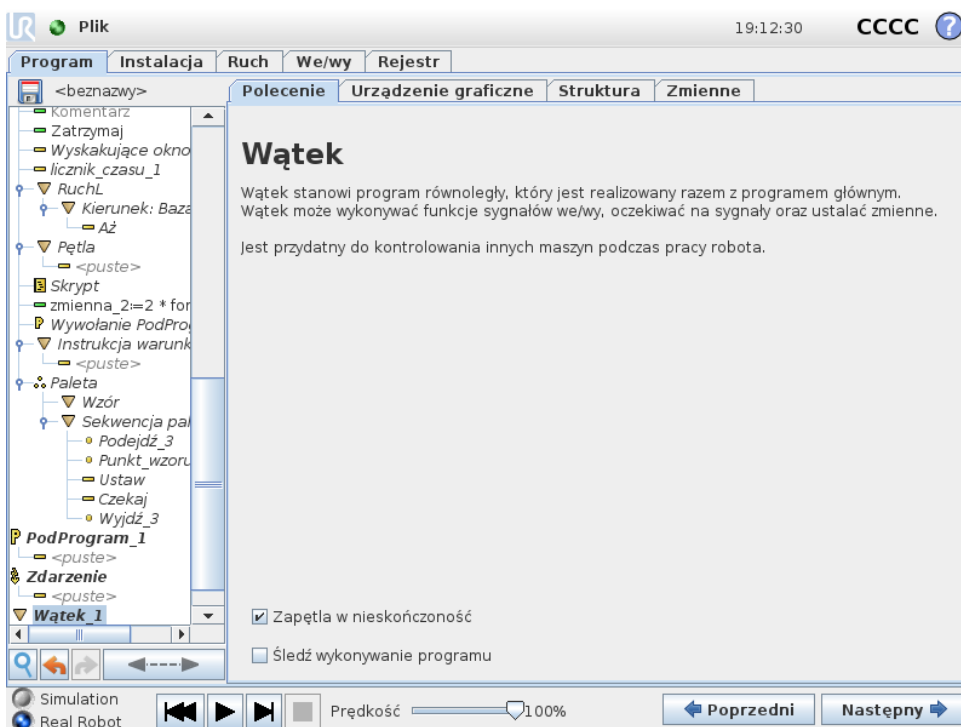 UR Plik 19:12:30 CCCC ?
Program Instalacja Ruch We/wy Rejestr
<beznazwy>
Polecenie Urządzenie graficzne Struktura Zmienne
Komentarz
Zatrzymaj
Wyskakujące okno
licznik_czasu_1
RuchL
Kierunek: Baza
Aż
Pętla
<puste>
Skrypt
zmienna_2:=2 * for
Wywołanie PodProg
Instrukcja warunk
<puste>
Paleta
Wzór
Sekwencja pal
Podejdź_3
Punkt_wzoru
Ustaw
Czekaj
Wyjdź_3
PodProgram_1
<puste>
Zdarzenie
<puste>
Wątek_1
Wątek
Wątek stanowi program równoległy, który jest realizowany razem z programem głównym.
Wątek może wykonywać funkcje sygnałów we/wy, oczekiwać na sygnały oraz ustalać zmienne.
Jest przydatny do kontrolowania innych maszyn podczas pracy robota.
Zapętla w nieskończoność
Śledź wykonywanie programu
Simulation
Real Robot
Prędkość 100%
Poprzedni Następny